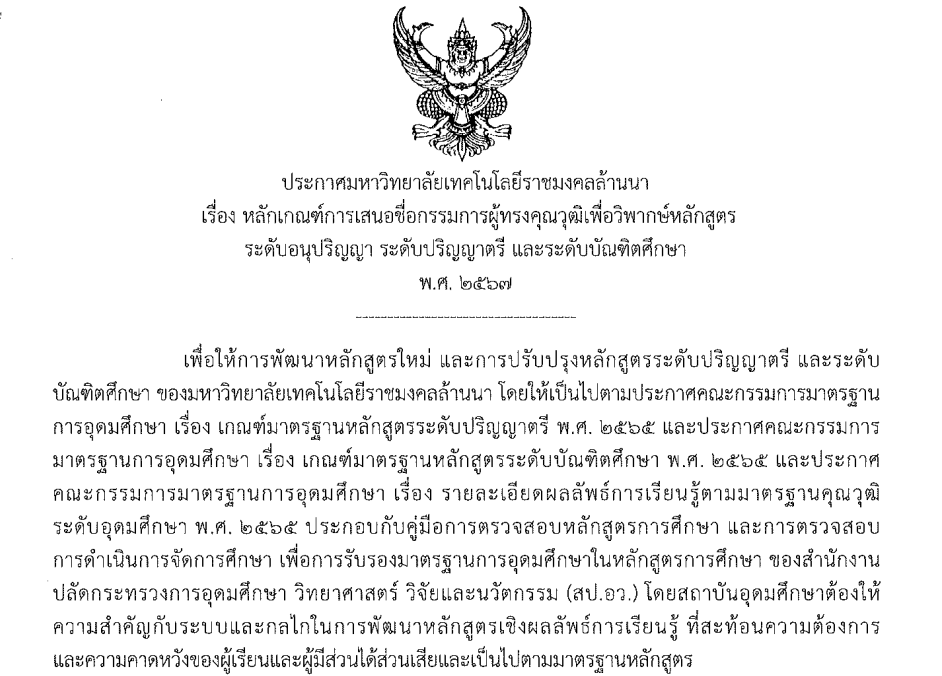 ประกาศมหาวิทยาลัยเทคโนโลยีราชมงคลล้านนา
เรื่อง หลักเกณฑ์การเสนอชื่อกรรมการผู้ทรงคุณวุฒิเพื่อวิพากษ์หลักสูตร
ระดับอนุปริญญา ระดับปริญญาตรี และระดับบัณฑิตศึกษา
พ.ศ. ๒๕๖๗
เพื่อให้การพัฒนาหลักสูตรใหม่ และการปรับปรุงหลักสูตรระดับปริญญาตรี และระดับ
บัณฑิตศึกษา ของมหาวิทยาลัยเทคโนโลยีราชมงคลล้านนา โดยให้เป็นไปตามประกาศคณะกรรมการมาตรฐาน
การอุดมศึกษา เรื่อง เกณฑ์มาตรฐานหลักสูตรระดับปริญญาตรี พ.ศ. ๒๕๖๕ และประกาศคณะกรรมการ
มาตรฐานการอุดมศึกษา เรื่อง เกณฑ์มาตรฐานหลักสูตรระดับบัณฑิตศึกษา พ.ศ. ๒๕๖๕ และประกาศ
คณะกรรมการมาตรฐานการอุดมศึกษา เรื่อง รายละเอียดผลลัพธ์การเรียนรู้ตามมาตรฐานคุณวุฒิ
ระดับอุดมศึกษา พ.ศ. ๒๕๖๕ ประกอบกับคู่มือการตรวจสอบหลักสูตรการศึกษา และการตรวจสอบ
การดำเนินการจัดการศึกษา เพื่อการรับรองมาตรฐานการอุดมศึกษาในหลักสูตรการศึกษา ของสำนักงาน
ปลัดกระทรวงการอุดมศึกษา วิทยาศาสตร์ วิจัยและนวัตกรรม (สป.อว.) โดยสถาบันอุดมศึกษาต้องให้
ความสำคัญกับระบบและกลไกในการพัฒนาหลักสูตรเชิงผลลัพธ์การเรียนรู้ ที่สะท้อนความต้องการ
และความคาดหวังของผู้เรียนและผู้มีส่วนได้ส่วนเสียและเป็นไปตามมาตรฐานหลักสูตร